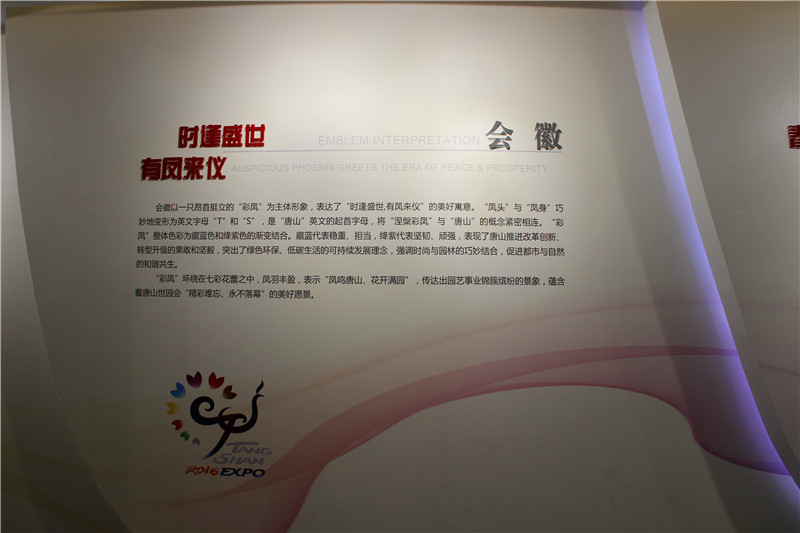 时逢盛世
EMBLEM INTERPRETATION 会 徽
有凤来仪
AUSPICIOUS PHOENIX GREETS THE ERA OF PEACE & PROSPERITY
会徽以一只昂首挺立的“彩凤”为主体形象，表达了“时逢盛世,有凤来仪”的美好寓意。“凤头”与“凤身”巧
妙地变形为英文字母“T”和“S”，是“唐山”英文的起首字母，将“涅槃彩凤”与“唐山”的概念紧密相连。“彩
凤”整体色彩为藏蓝色和绛紫色的渐变结合。藏蓝代表稳重、担当，绛紫代表坚韧、顽强，表现了唐山推进改革创新、
转型升级的果敢和坚毅，突出了绿色环保、低碳生活的可持续发展理念，强调时尚与园林的巧妙结合，促进都市与自然
的和谐共生。
“彩凤”环绕在七彩花蕾之中，凤羽丰盈，表示“凤鸣唐山、花开满园”，传达出园艺事业锦簇缤纷的景象，蕴含
着唐山世园会“精彩难忘、永不落幕”的美好愿景。
TANG
SHAN
2016 EXPO